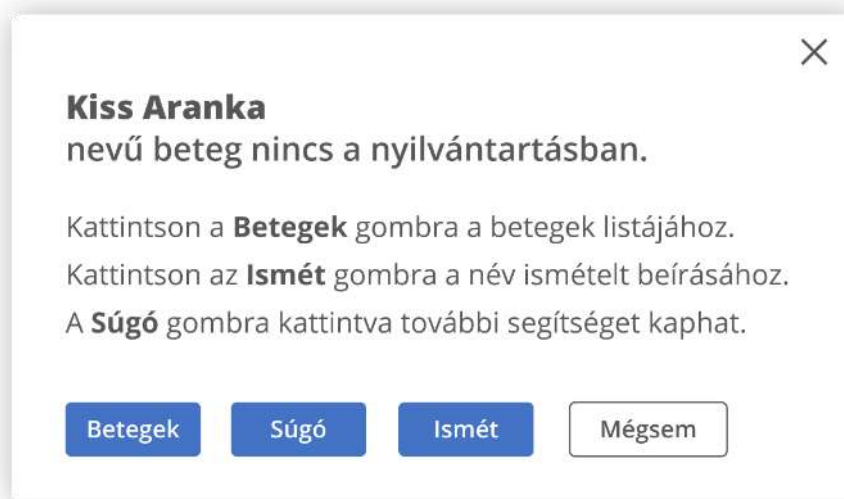 Kiss Aranka
nevű beteg nincs a nyilvántartásban.
Kattintson a Betegek gombra a betegek listájához.
Kattintson az Ismét gombra a név ismételt beírásához.
A Súgó gombra kattintva további segítséget kaphat.
Betegek Súgó Ismét Mégsem